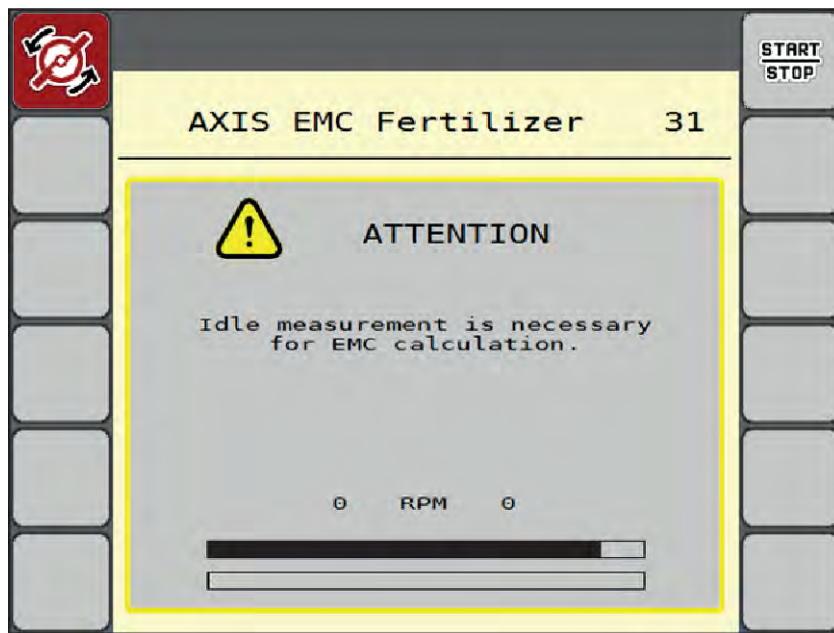 START
STOP
AXIS EMC Fertilizer 31
ATTENTION
Idle measurement is necessary
for EMC calculation.
0 RPM 0